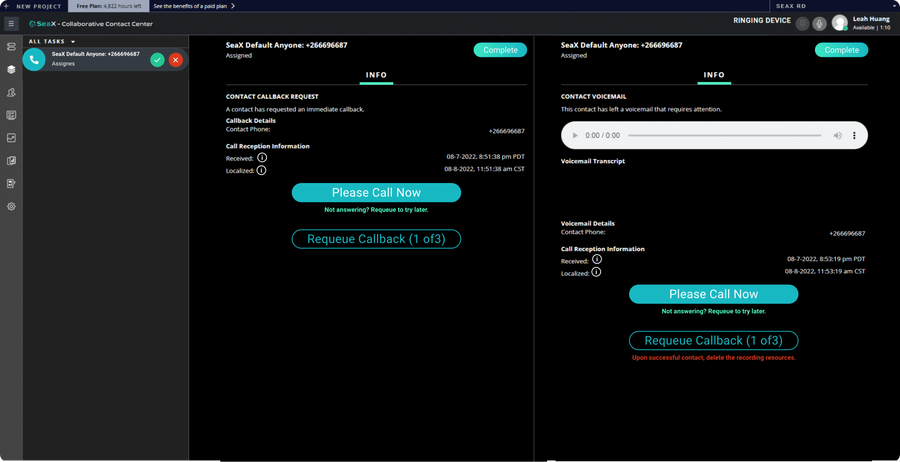 + NEW PROJECT
Free Plan: 4,822 hours left
See the benefits of a paid plan
SEAX RD
SeaX - Collaborative Contact Center
RINGING DEVICE
Leah Huang
Available | 1:10
ALL TASKS
SeaX Default Anyone: +266696687
Assignes
SeaX Default Anyone: +266696687
Assigned
Complete
INFO
CONTACT CALLBACK REQUEST
A contact has requested an immediate callback.
Callback Details
Contact Phone: +266696687
Call Reception Information
Received: 08-7-2022, 8:51:38 pm PDT
Localized: 08-8-2022, 11:51:38 am CST
Please Call Now
Not answering? Requeue to try later.
Requeue Callback (1 of3)
SeaX Default Anyone: +266696687
Assigned
Complete
INFO
CONTACT VOICEMAIL
This contact has left a voicemail that requires attention.
0:00 / 0:00
Voicemail Transcript
Voicemail Details
Contact Phone: +266696687
Call Reception Information
Received: 08-7-2022, 8:53:19 pm PDT
Localized: 08-8-2022, 11:53:19 am CST
Please Call Now
Not answering? Requeue to try later.
Requeue Callback (1 of3)
Upon successful contact, delete the recording resources.